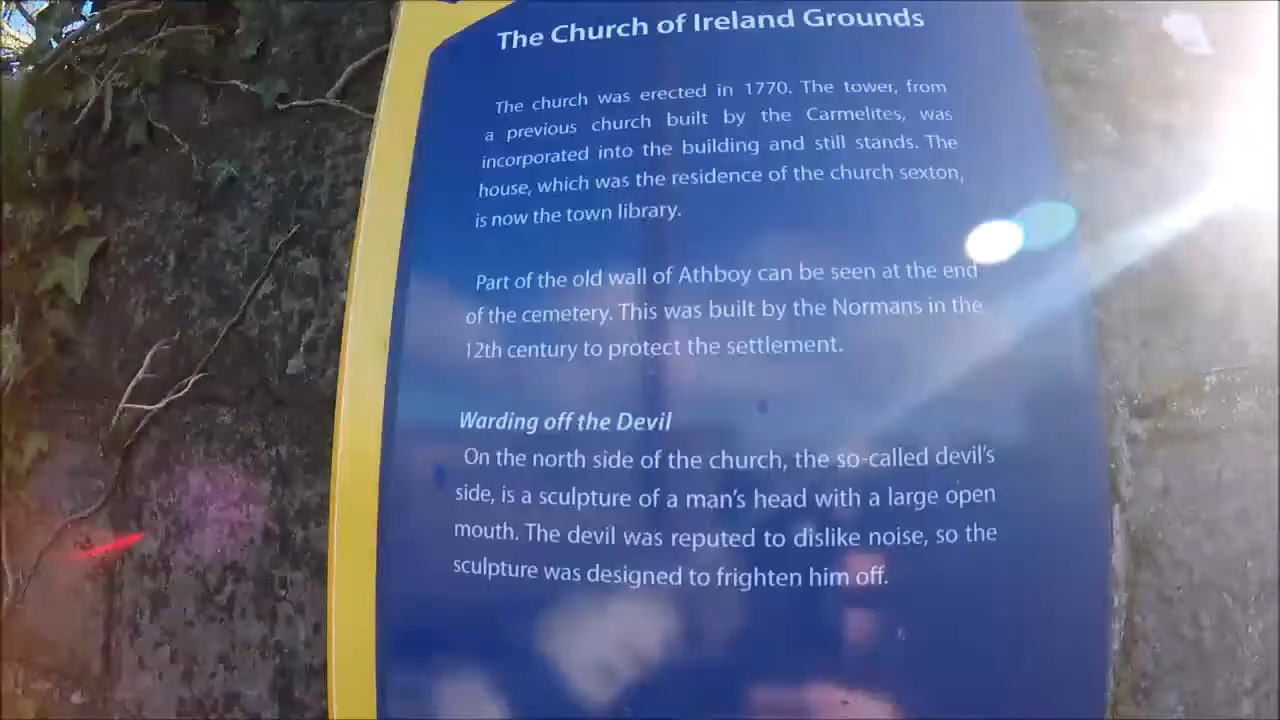 The Church of Ireland Grounds
The church was erected in 1770. The tower, from
a previous church built by the Carmelites, was
incorporated into the building and still stands. The
house, which was the residence of the church sexton,
is now the town library.
Part of the old wall of Athboy can be seen at the end
of the cemetery. This was built by the Normans in the
12th century to protect the settlement.
Warding off the Devil
On the north side of the church, the so-called devil's
side, is a sculpture of a man's head with a large open
mouth. The devil was reputed to dislike noise, so the
sculpture was designed to frighten him off.